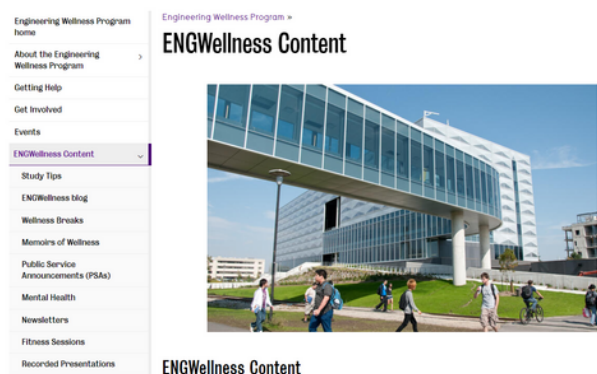 Engineering Wellness Program
home
About the Engineering
Wellness Program
Getting Help
Get Involved
Events
ENGWellness Content
Study Tips
ENGWellness blog
Wellness Breaks
Memoirs of Wellness
Public Service
Announcements (PSAs)
Mental Health
Newsletters
Fitness Sessions
Recorded Presentations
Engineering Wellness Program »
ENGWellness Content
ENGWellness Content